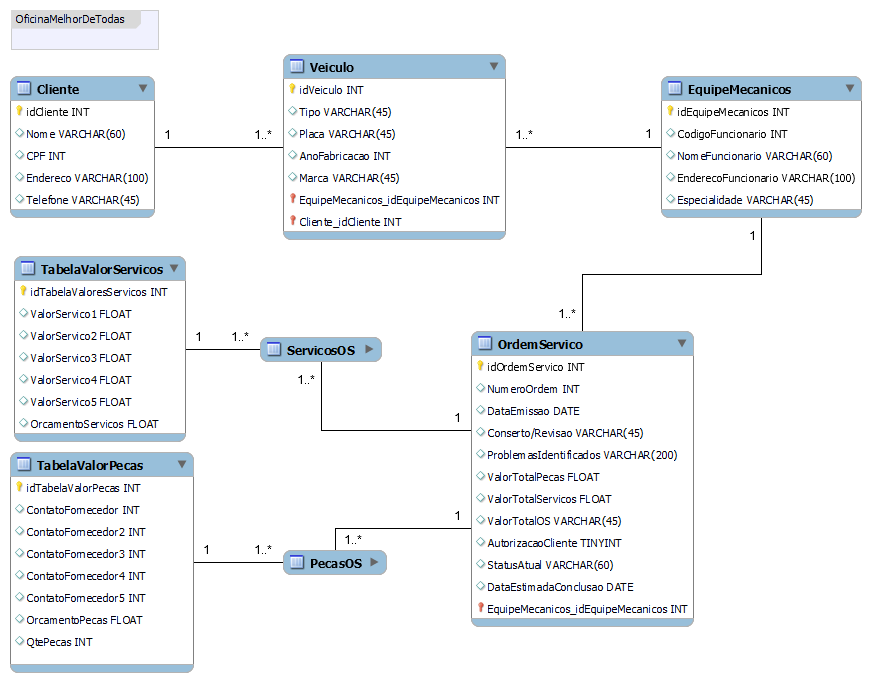 OficinaMelhorDeTodas
Cliente
idCliente INT
Nome VARCHAR(60)
CPF INT
Endereco VARCHAR(100)
Telefone VARCHAR(45)
1
1..*
Veiculo
idVeiculo INT
Tipo VARCHAR(45)
Placa VARCHAR(45)
AnoFabricacao INT
Marca VARCHAR(45)
EquipeMecanicos_idEquipeMecanicos INT
Cliente_idCliente INT
1..*
1
EquipeMecanicos
idEquipeMecanicos INT
CodigoFuncionario INT
NomeFuncionario VARCHAR(60)
EnderecoFuncionario VARCHAR(100)
Especialidade VARCHAR(45)
1
1..*
TabelaValorServicos
idTabelaValoresServicos INT
ValorServico1 FLOAT
ValorServico2 FLOAT
ValorServico3 FLOAT
ValorServico4 FLOAT
ValorServico5 FLOAT
OrcamentoServicos FLOAT
1
1..*
ServicosOS
1..*
1
OrdemServico
idOrdemServico INT
NumeroOrdem INT
DataEmissao DATE
Conserto/Revisao VARCHAR(45)
ProblemasIdentificados VARCHAR(200)
ValorTotalPecas FLOAT
ValorTotalServicos FLOAT
ValorTotalOS VARCHAR(45)
AutorizacaoCliente TINYINT
StatusAtual VARCHAR(60)
DataEstimadaConclusao DATE
EquipeMecanicos_idEquipeMecanicos INT
TabelaValorPecas
idTabelaValorPecas INT
ContatoFornecedor INT
ContatoFornecedor2 INT
ContatoFornecedor3 INT
ContatoFornecedor4 INT
ContatoFornecedor5 INT
OrcamentoPecas FLOAT
QtePecas INT
1
1..*
PecasOS
1..*
1